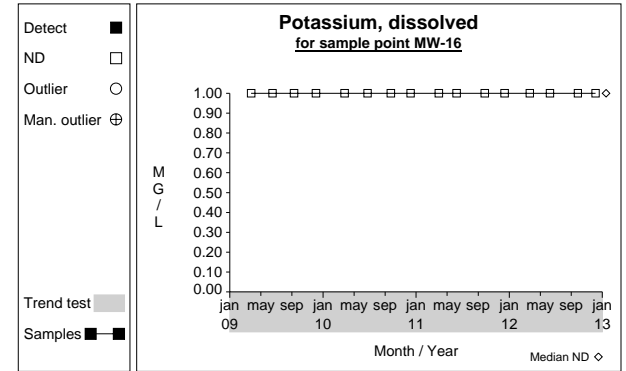 Detect
ND
Outlier
Man. outlier
Trend test
Samples
Potassium, dissolved
for sample point MW-16
M
G
/
L
1.00
0.90
0.80
0.70
0.60
0.50
0.40
0.30
0.20
0.10
0.00
jan may sep jan may sep jan may sep jan may sep jan
09 10 11 12 13
Month / Year
Median ND